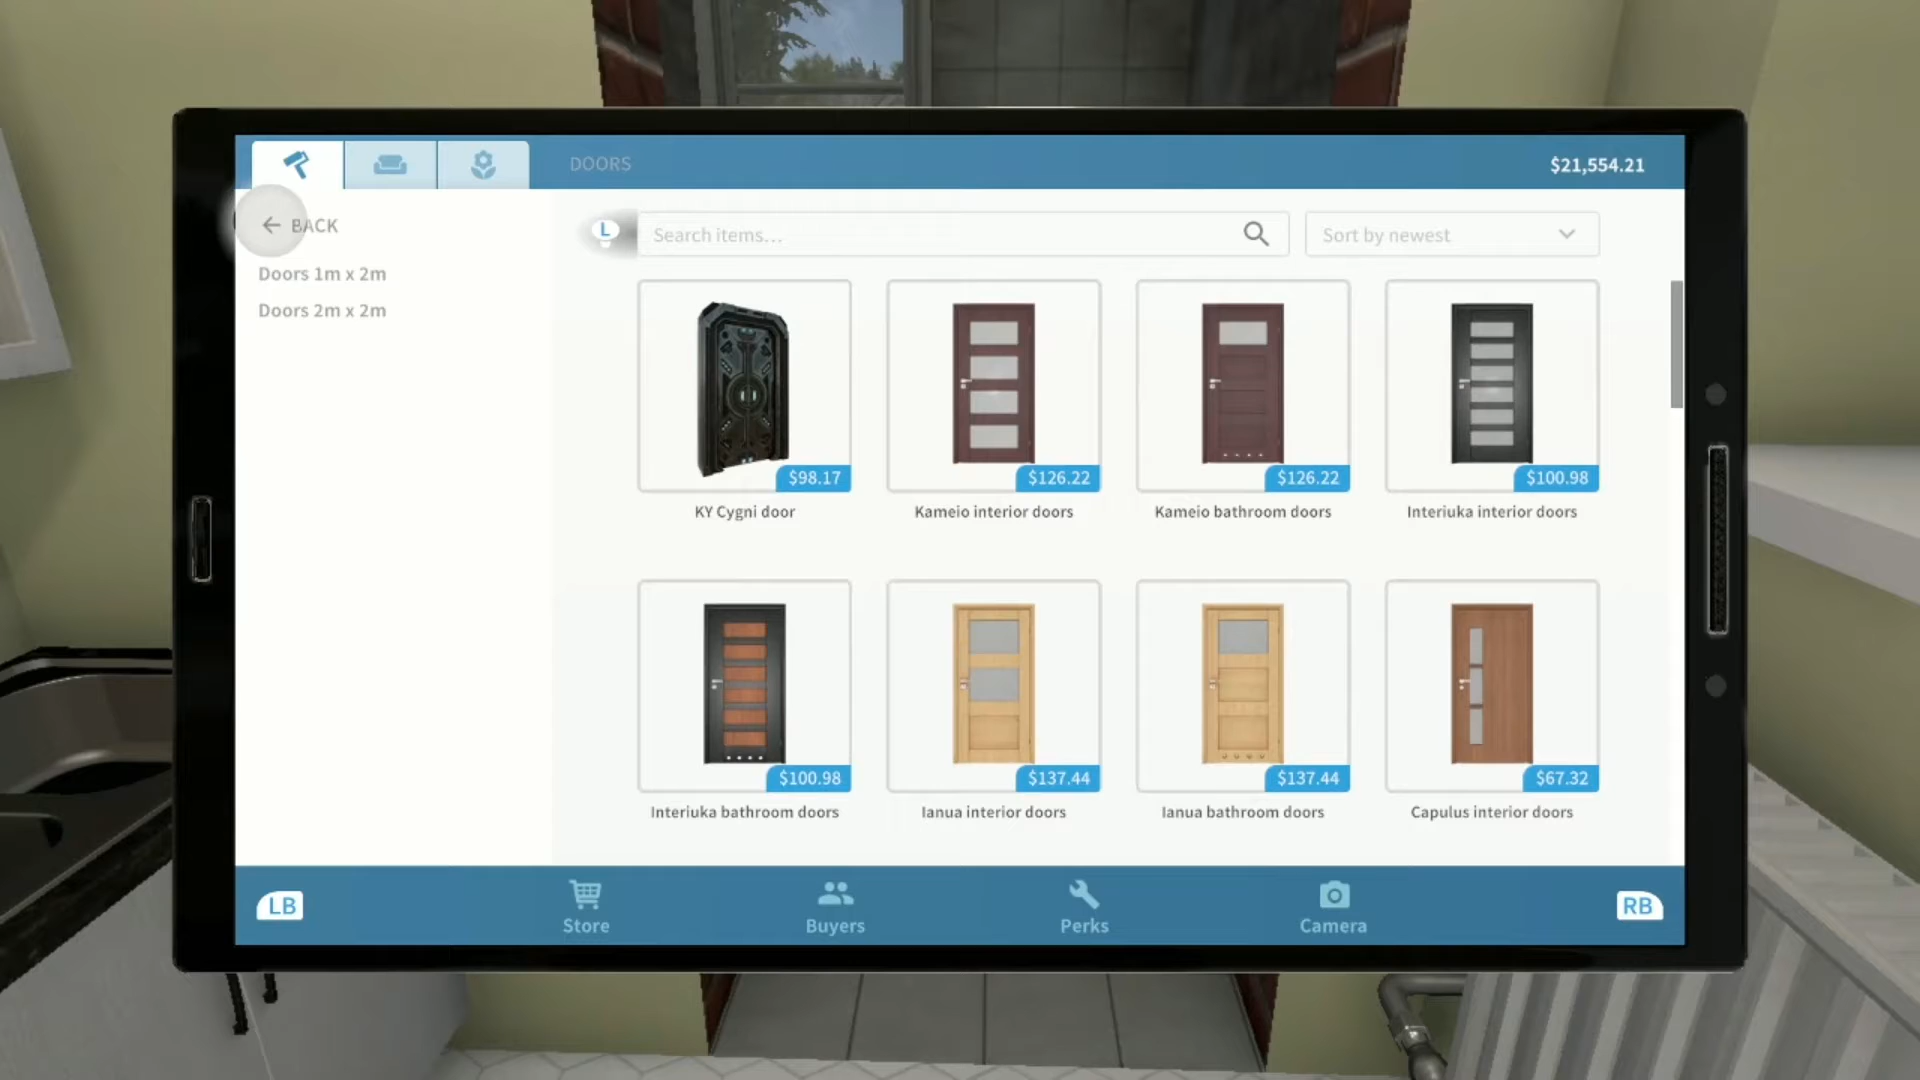 DOORS
$21,554.21
BACK
Doors 1m x 2m
Doors 2m x 2m
L
Search items...
Sort by newest
$98.17
$126.22
$126.22
$100.98
KY Cygni door
Kameio interior doors
Kameio bathroom doors
Interiuka interior doors
$100.98
$137.44
$137.44
$67.32
Interiuka bathroom doors
Ianua interior doors
Ianua bathroom doors
Capulus interior doors
LB
Store
Buyers
Perks
Camera
RB